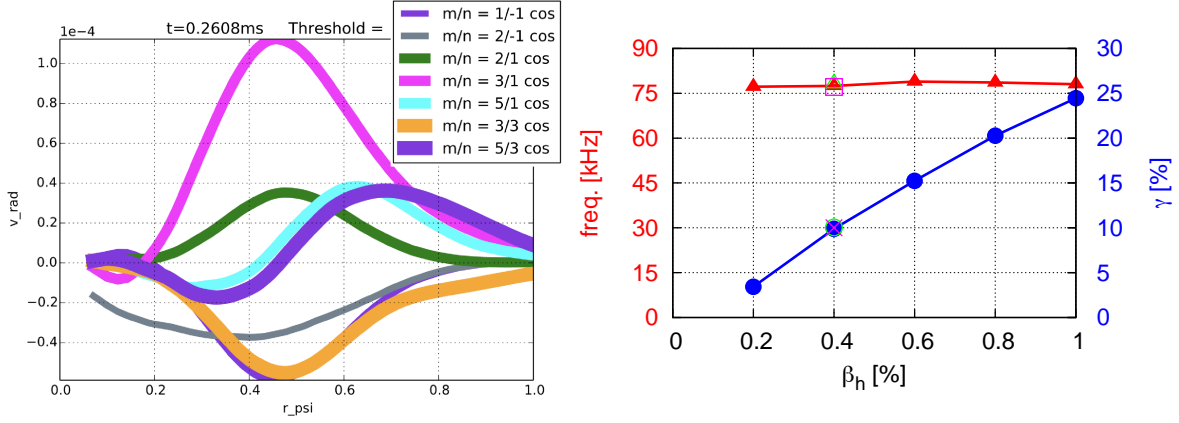 1e−4
t=0.2608ms Threshold =
m/n = 1/-1 cos
m/n = 2/-1 cos
m/n = 2/1 cos
m/n = 3/1 cos
m/n = 5/1 cos
m/n = 3/3 cos
m/n = 5/3 cos
1.0
0.8
0.4
0.2
0.0
−0.2
−0.4
v_rad
0.0 0.2 0.4 0.6 0.8 1.0
r_psi
90
75
60
45
30
15
0
freq. [kHz]
30
25
20
15
10
5
0
γ [%]
0 0.2 0.4 0.6 0.8 1
βh [%]